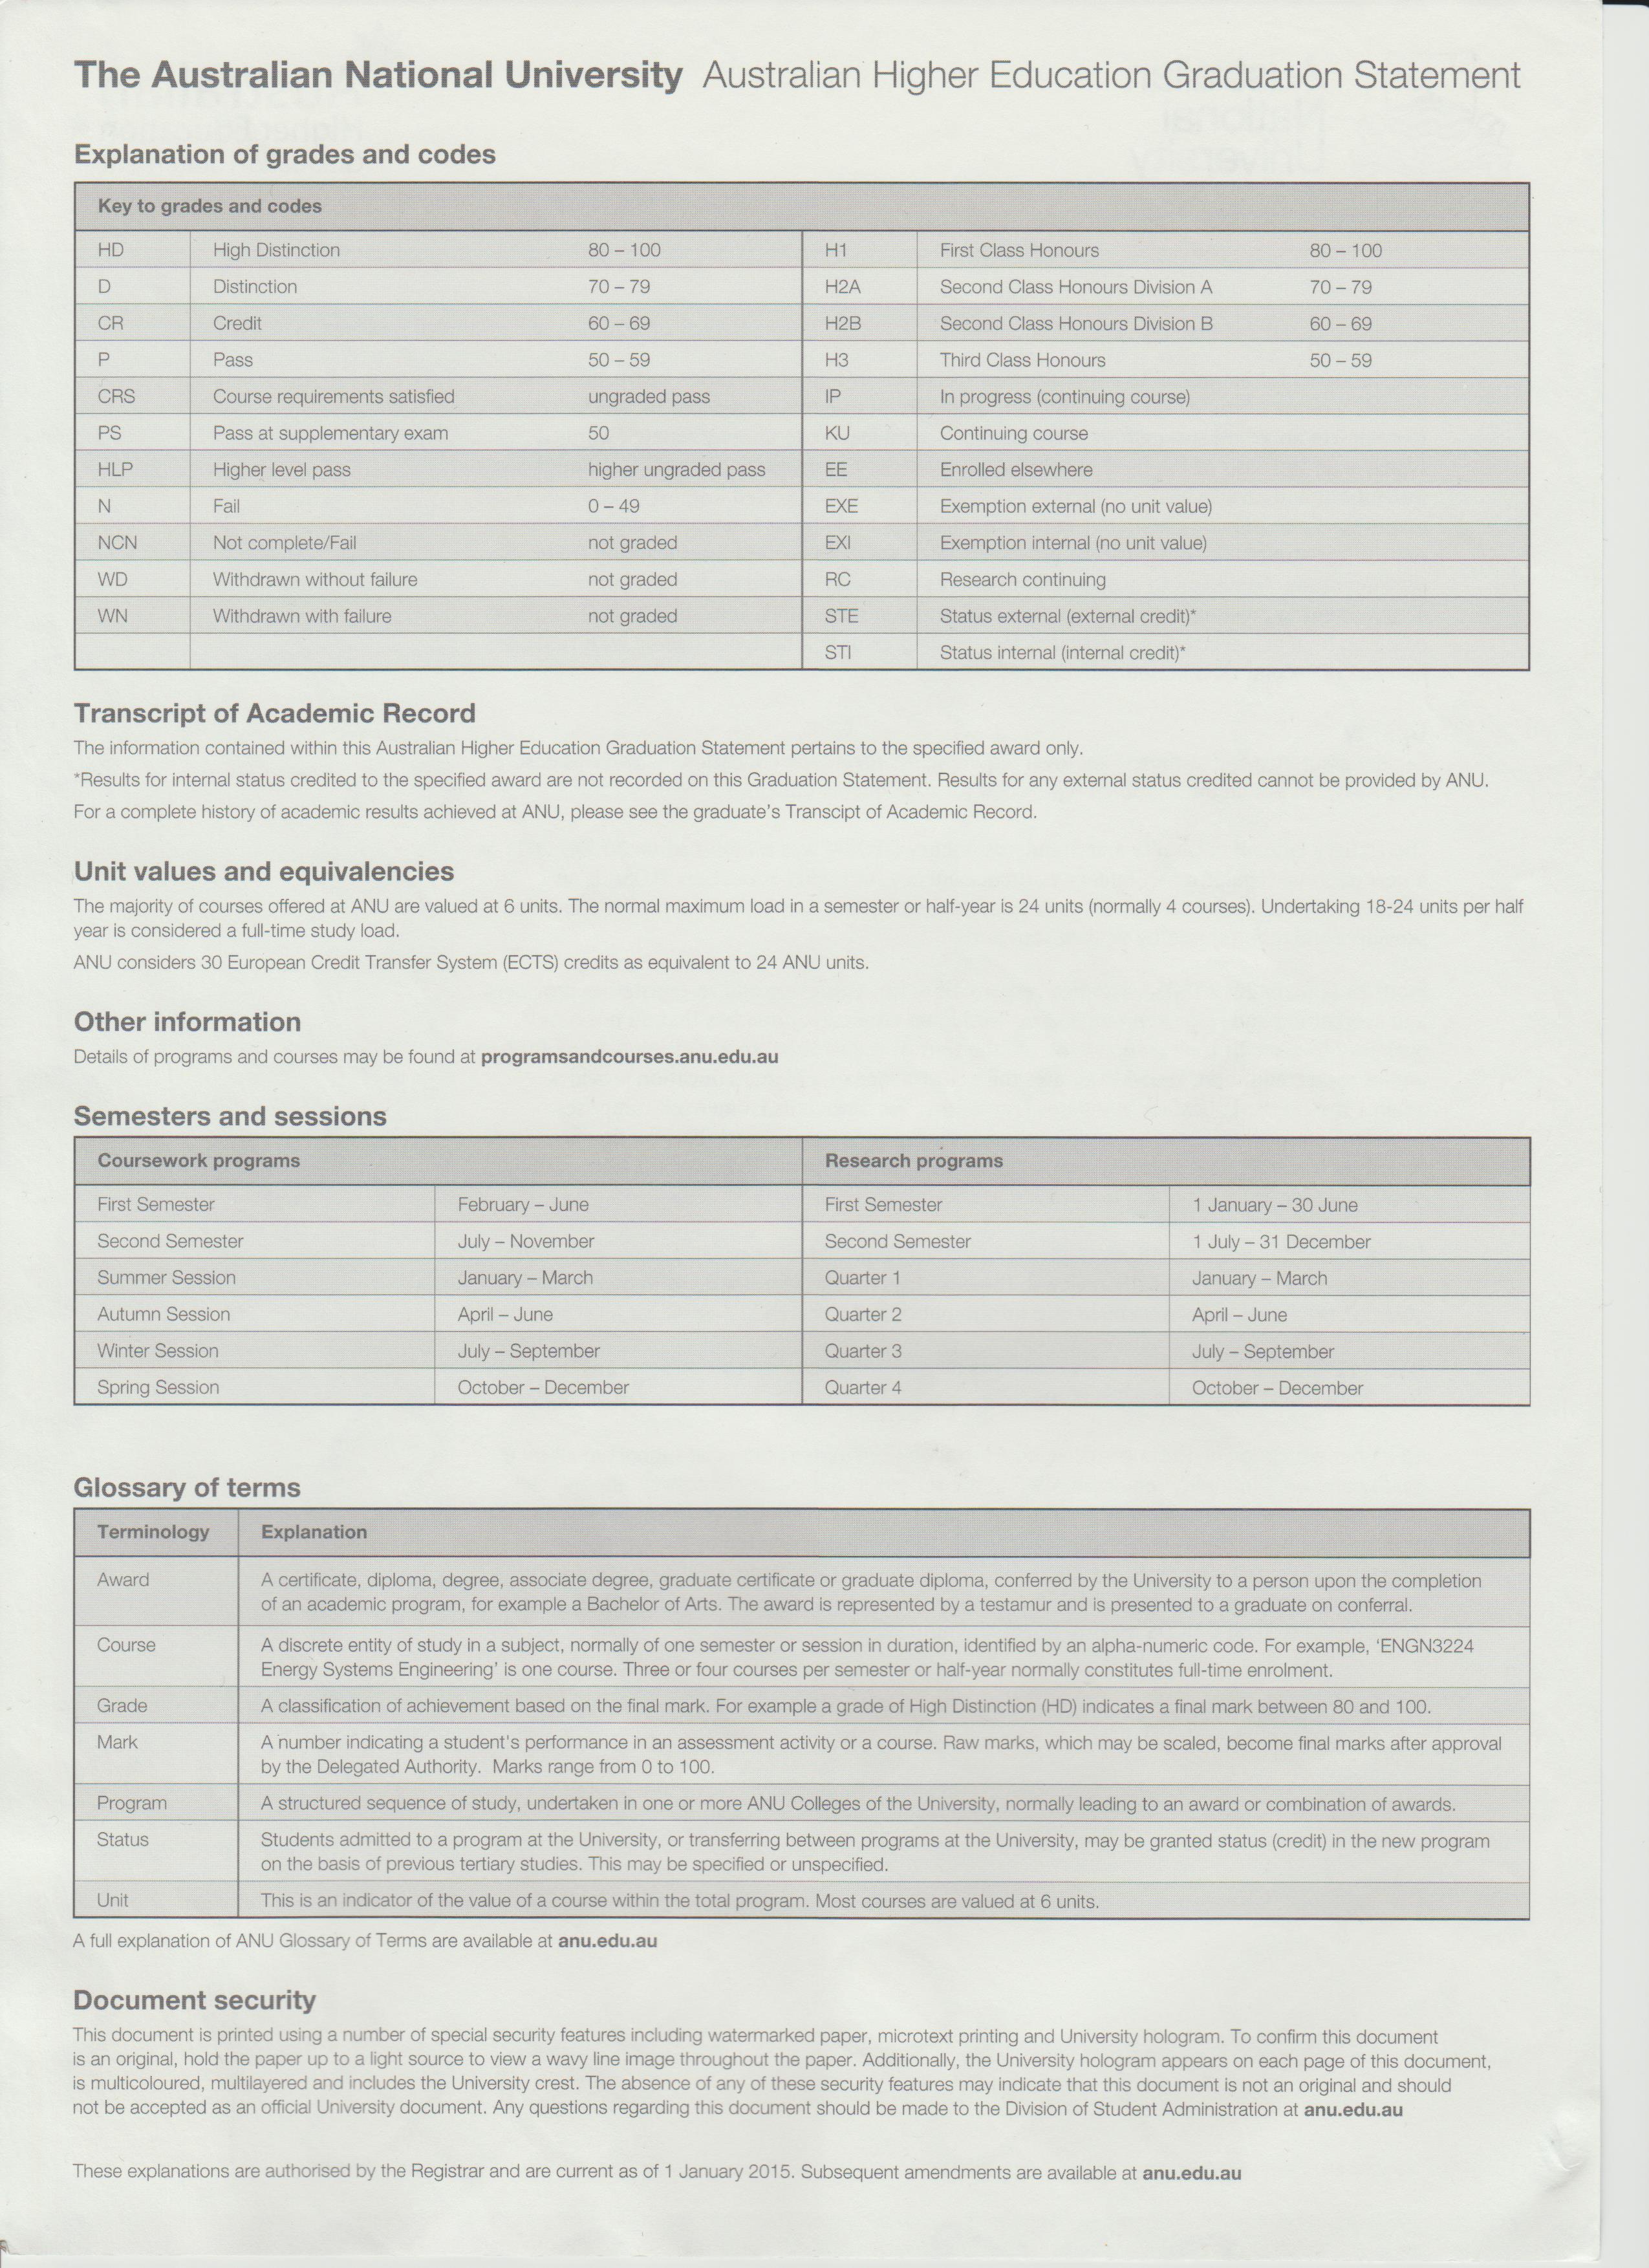 The Australian National University Australian Higher Education Graduation Statement
Explanation of grades and codes
Key to grades and codes
HD High Distinction 80 – 100 H1 First Class Honours 80 – 100
D Distinction 70 – 79 H2A Second Class Honours Division A 70 – 79
CR Credit 60 – 69 H2B Second Class Honours Division B 60 – 69
P Pass 50 – 59 H3 Third Class Honours 50 – 59
CRS Course requirements satisfied ungraded pass IP In progress (continuing course)
PS Pass at supplementary exam 50 KU Continuing course
HLP Higher level pass higher ungraded pass EE Enrolled elsewhere
N Fail 0 – 49 EXE Exemption external (no unit value)
NCN Not complete/Fail not graded EXI Exemption internal (no unit value)
WD Withdrawn without failure not graded RC Research continuing
WN Withdrawn with failure not graded STE Status external (external credit)*
STI Status internal (internal credit)*
Transcript of Academic Record
The information contained within this Australian Higher Education Graduation Statement pertains to the specified award only.
*Results for internal status credited to the specified award are not recorded on this Graduation Statement. Results for any external status credited cannot be provided by ANU.
For a complete history of academic results achieved at ANU, please see the graduate's Transcipt of Academic Record.
Unit values and equivalencies
The majority of courses offered at ANU are valued at 6 units. The normal maximum load in a semester or half-year is 24 units (normally 4 courses). Undertaking 18-24 units per half
year is considered a full-time study load.
ANU considers 30 European Credit Transfer System (ECTS) credits as equivalent to 24 ANU units.
Other information
Details of programs and courses may be found at programsandcourses.anu.edu.au
Semesters and sessions
Coursework programs Research programs
First Semester February – June First Semester 1 January – 30 June
Second Semester July – November Second Semester 1 July – 31 December
Summer Session January – March Quarter 1 January – March
Autumn Session April – June Quarter 2 April – June
Winter Session July – September Quarter 3 July – September
Spring Session October – December Quarter 4 October – December
Glossary of terms
Terminology Explanation
Award A certificate, diploma, degree, associate degree, graduate certificate or graduate diploma, conferred by the University to a person upon the completion
of an academic program, for example a Bachelor of Arts. The award is represented by a testamur and is presented to a graduate on conferral.
Course A discrete entity of study in a subject, normally of one semester or session in duration, identified by an alpha-numeric code. For example, 'ENGN3224
Energy Systems Engineering' is one course. Three or four courses per semester or half-year normally constitutes full-time enrolment.
Grade A classification of achievement based on the final mark. For example a grade of High Distinction (HD) indicates a final mark between 80 and 100.
Mark A number indicating a student's performance in an assessment activity or a course. Raw marks, which may be scaled, become final marks after approval
by the Delegated Authority. Marks range from 0 to 100.
Program A structured sequence of study, undertaken in one or more ANU Colleges of the University, normally leading to an award or combination of awards.
Status Students admitted to a program at the University, or transferring between programs at the University, may be granted status (credit) in the new program
on the basis of previous tertiary studies. This may be specified or unspecified.
Unit This is an indicator of the value of a course within the total program. Most courses are valued at 6 units.
A full explanation of ANU Glossary of Terms are available at anu.edu.au
Document security
This document is printed using a number of special security features including watermarked paper, microtext printing and University hologram. To confirm this document
is an original, hold the paper up to a light source to view a wavy line image throughout the paper. Additionally, the University hologram appears on each page of this document,
is multicoloured, multilayered and includes the University crest. The absence of any of these security features may indicate that this document is not an original and should
not be accepted as an official University document. Any questions regarding this document should be made to the Division of Student Administration at anu.edu.au
These explanations are authorised by the Registrar and are current as of 1 January 2015. Subsequent amendments are available at anu.edu.au